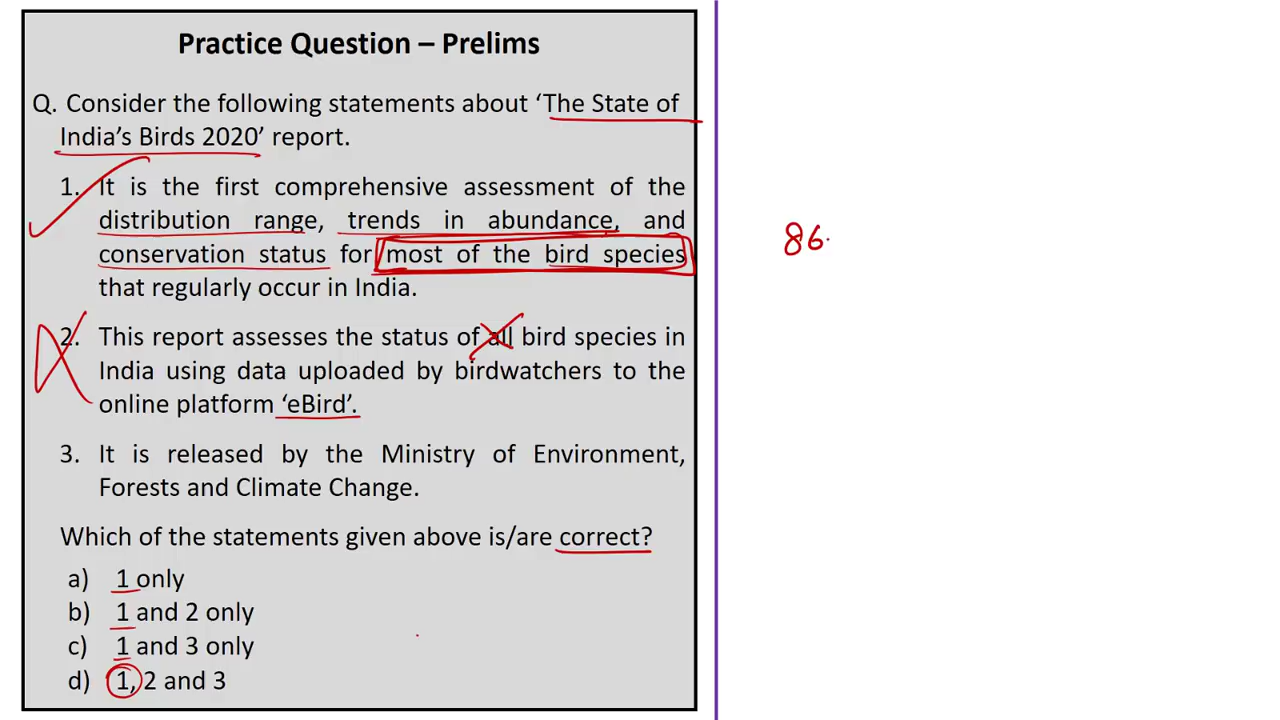 Practice Question – Prelims
Q. Consider the following statements about ‘The State of
India’s Birds 2020’ report.
1. It is the first comprehensive assessment of the
distribution range, trends in abundance, and
conservation status for most of the bird species
that regularly occur in India.
86.
2. This report assesses the status of all bird species in
India using data uploaded by birdwatchers to the
online platform ‘eBird’.
3. It is released by the Ministry of Environment,
Forests and Climate Change.
Which of the statements given above is/are correct?
a) 1 only
b) 1 and 2 only
c) 1 and 3 only
d) 1, 2 and 3